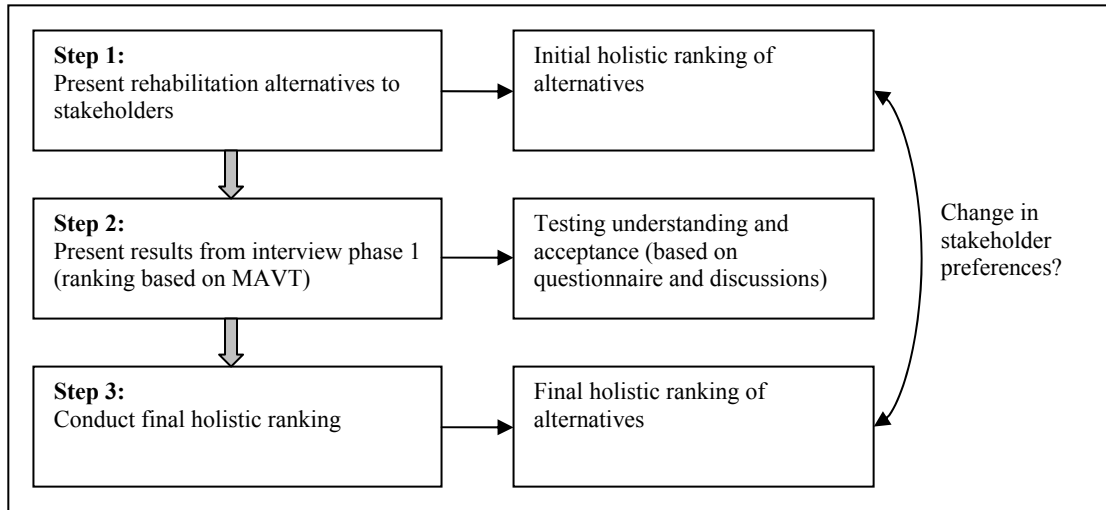 Step 1:
Present rehabilitation alternatives to
stakeholders
Initial holistic ranking of
alternatives
Step 2:
Present results from interview phase 1
(ranking based on MAVT)
Testing understanding and
acceptance (based on
questionnaire and discussions)
Change in
stakeholder
preferences?
Step 3:
Conduct final holistic ranking
Final holistic ranking of
alternatives